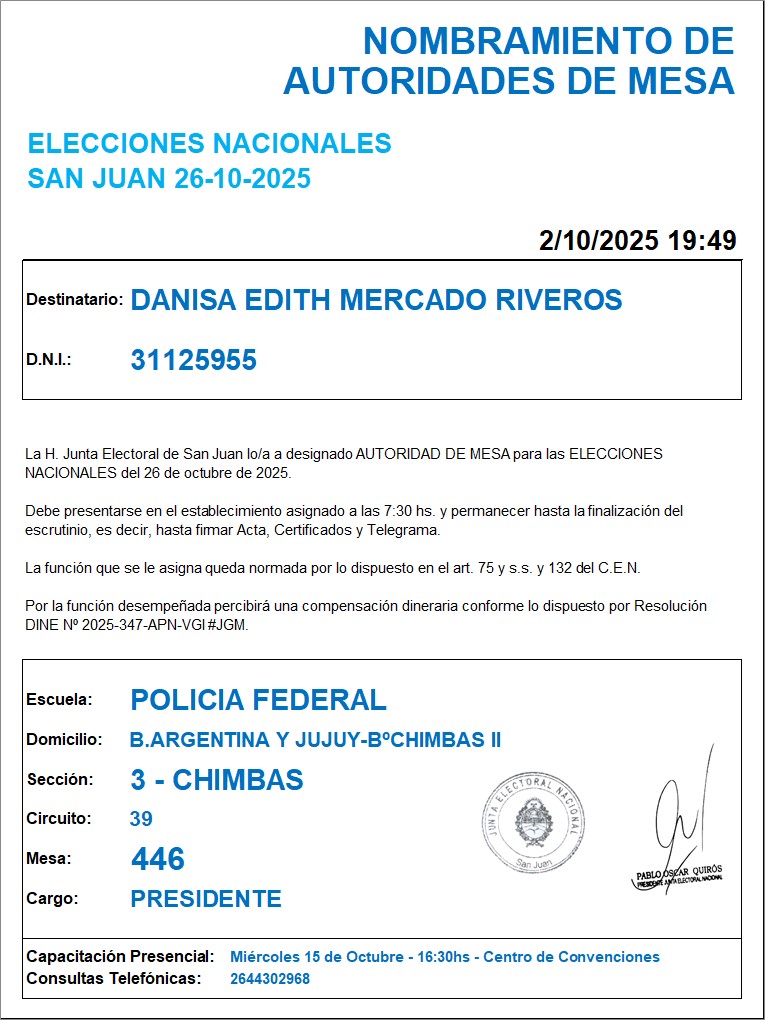 NOMBRAMIENTO DE
AUTORIDADES DE MESA
ELECCIONES NACIONALES
SAN JUAN 26-10-2025
2/10/2025 19:49
Destinatario: DANISA EDITH MERCADO RIVEROS
D.N.I.: 31125955
La H. Junta Electoral de San Juan lo/a a designado AUTORIDAD DE MESA para las ELECCIONES
NACIONALES del 26 de octubre de 2025.
Debe presentarse en el establecimiento asignado a las 7:30 hs. y permanecer hasta la finalización del
escrutinio, es decir, hasta firmar Acta, Certificados y Telegrama.
La función que se le asigna queda normada por lo dispuesto en el art. 75 y s.s. y 132 del C.E.N.
Por la función desempeñada percibirá una compensación dineraria conforme lo dispuesto por Resolución
DINE Nº 2025-347-APN-VGI#JGM.
Escuela: POLICIA FEDERAL
Domicilio: B.ARGENTINA Y JUJUY-BºCHIMBAS II
Sección: 3 - CHIMBAS
Circuito: 39
Mesa: 446
Cargo: PRESIDENTE
JUNTA ELECTORAL NACIONAL
San Juan
PABLO OSCAR QUIRÓS
PRESIDENTE JUNTA ELECTORAL NACIONAL
Capacitación Presencial: Miércoles 15 de Octubre - 16:30hs - Centro de Convenciones
Consultas Telefónicas: 2644302968